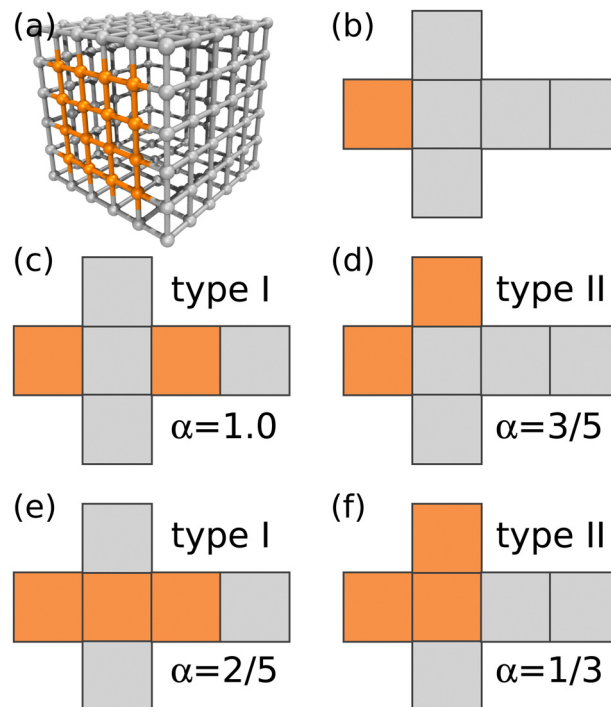 (a)
(b)
(c)
type I
α=1.0
(d)
type II
α=3/5
(e)
type I
α=2/5
(f)
type II
α=1/3